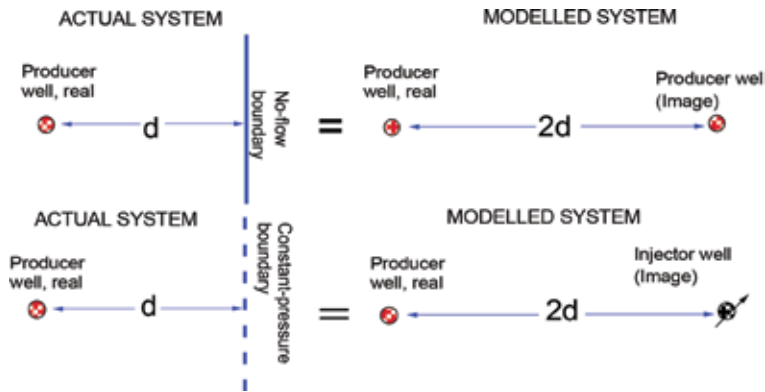 ACTUAL SYSTEM
MODELLED SYSTEM
Producer
well, real
d
No-flow
boundary
=
Producer
well, real
2d
Producer well
(Image)
ACTUAL SYSTEM
MODELLED SYSTEM
Producer
well, real
d
Constant-pressure
boundary
=
Producer
well, real
2d
Injector well
(Image)